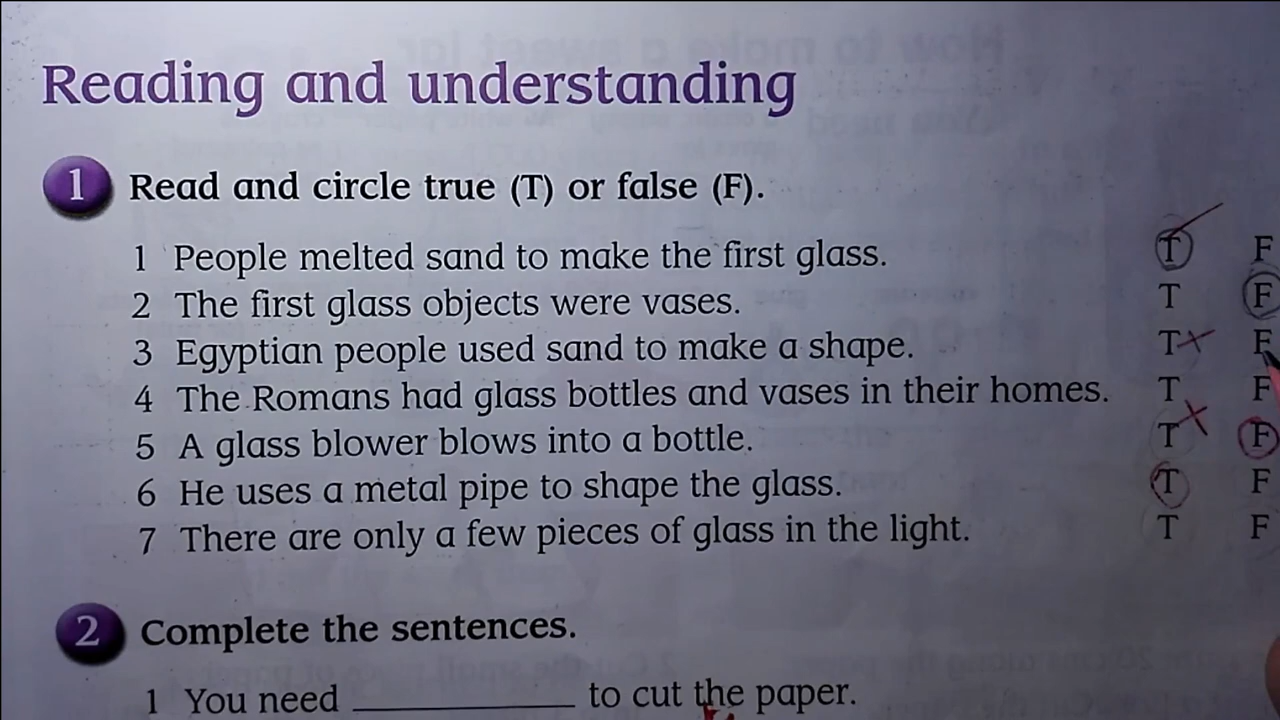 Reading and understanding
1 Read and circle true (T) or false (F).
1 People melted sand to make the first glass. T F
2 The first glass objects were vases. T F
3 Egyptian people used sand to make a shape. T F
4 The Romans had glass bottles and vases in their homes. T F
5 A glass blower blows into a bottle. T F
6 He uses a metal pipe to shape the glass. T F
7 There are only a few pieces of glass in the light. T F
2 Complete the sentences.
1 You need __________ to cut the paper.